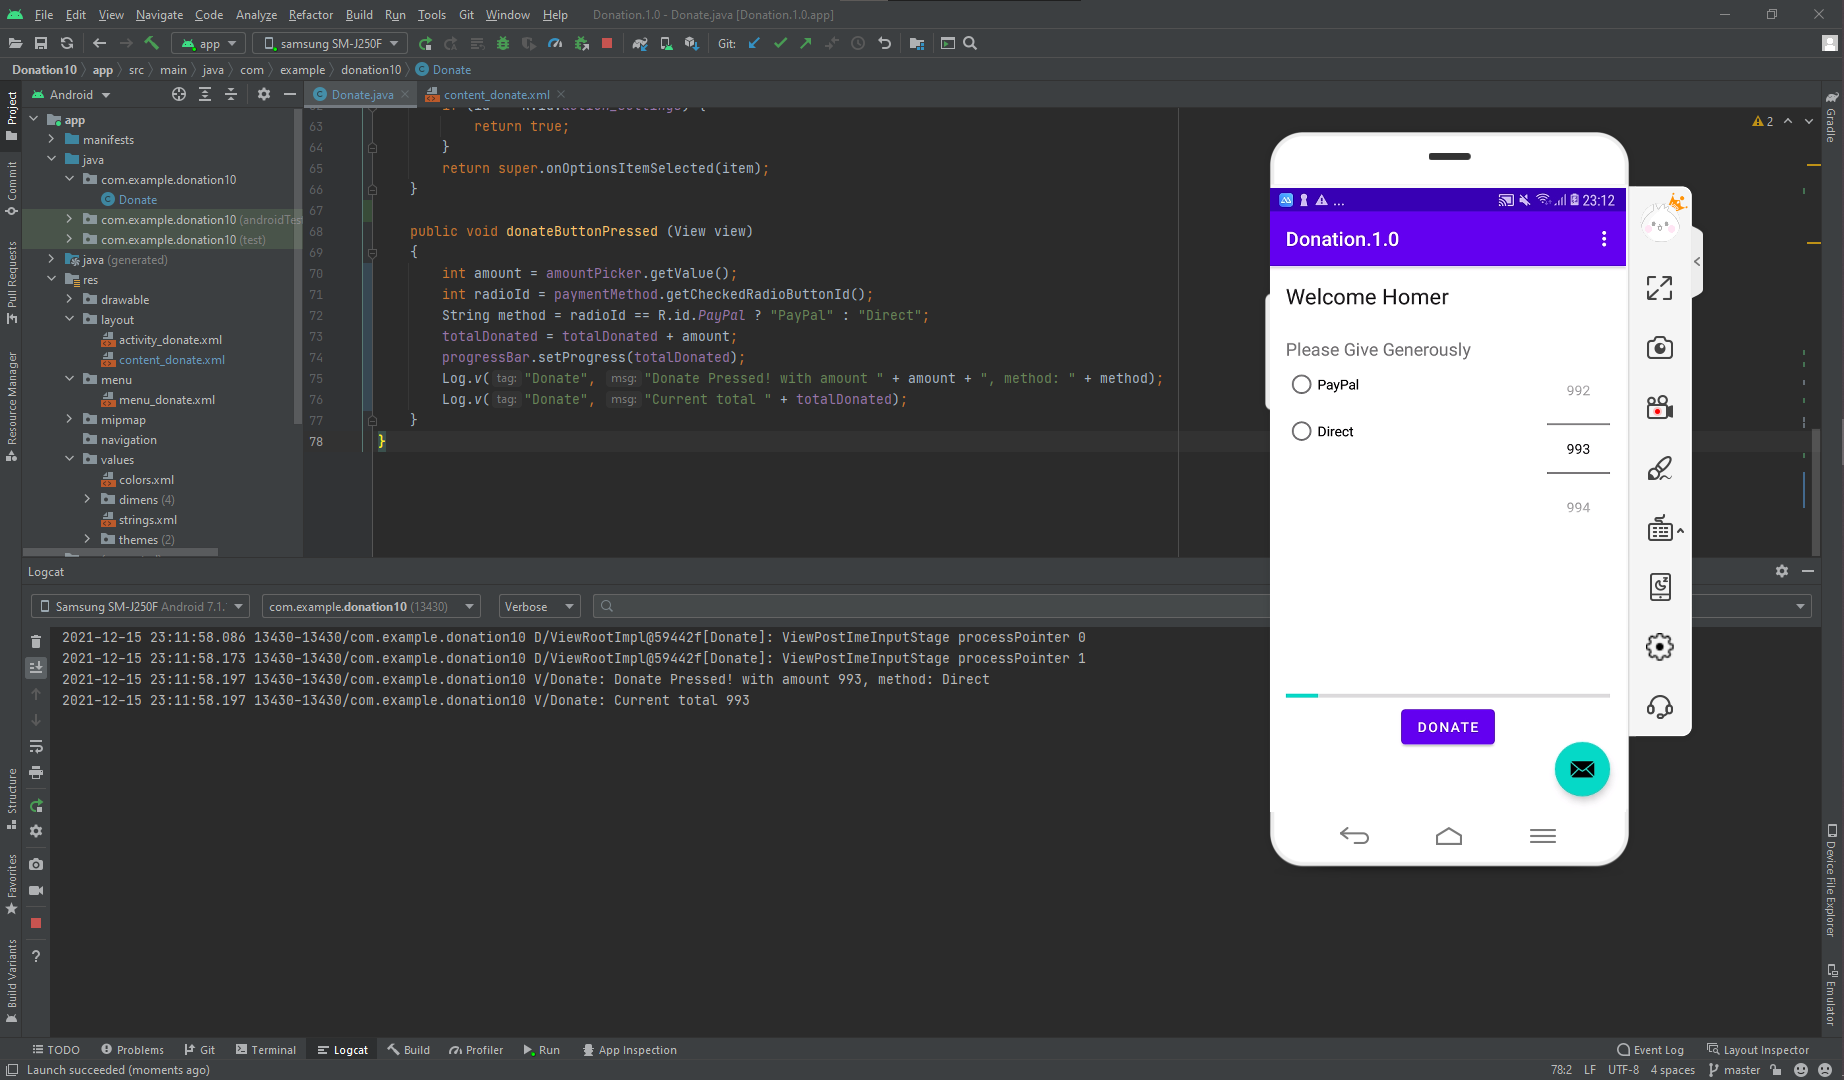 File Edit View Navigate Code Analyze Refactor Build Run Tools Git Window Help Donation.1.0 - Donate.java [Donation.1.0.app]
app samsung SM-J250F Git:
Donation10 app src main java com example donation10 Donate
Android Donate.java content_donate.xml
Project
Commit
Pull Requests
Resource Manager
Structure
Favorites
Build Variants
app
manifests
java
com.example.donation10
Donate
com.example.donation10 (androidTes
com.example.donation10 (test)
java (generated)
res
drawable
layout
activity_donate.xml
content_donate.xml
menu
menu_donate.xml
mipmap
navigation
values
colors.xml
dimens (4)
strings.xml
themes (2)
63 return true;
64 }
65 return super.onOptionsItemSelected(item);
66 }
67
68 public void donateButtonPressed (View view)
69 {
70 int amount = amountPicker.getValue();
71 int radioId = paymentMethod.getCheckedRadioButtonId();
72 String method = radioId == R.id.PayPal ? "PayPal" : "Direct";
73 totalDonated = totalDonated + amount;
74 progressBar.setProgress(totalDonated);
75 Log.v( tag: "Donate", msg: "Donate Pressed! with amount " + amount + ", method: " + method);
76 Log.v( tag: "Donate", msg: "Current total " + totalDonated);
77 }
78 }
2
Gradle
Device File Explorer
Emulator
... 23:12
Donation.1.0
Welcome Homer
Please Give Generously
PayPal
Direct
992
993
994
DONATE
Logcat
Samsung SM-J250F Android 7.1. com.example.donation10 (13430) Verbose
2021-12-15 23:11:58.086 13430-13430/com.example.donation10 D/ViewRootImpl@59442f[Donate]: ViewPostImeInputStage processPointer 0
2021-12-15 23:11:58.173 13430-13430/com.example.donation10 D/ViewRootImpl@59442f[Donate]: ViewPostImeInputStage processPointer 1
2021-12-15 23:11:58.197 13430-13430/com.example.donation10 V/Donate: Donate Pressed! with amount 993, method: Direct
2021-12-15 23:11:58.197 13430-13430/com.example.donation10 V/Donate: Current total 993
TODO Problems Git Terminal Logcat Build Profiler Run App Inspection Event Log Layout Inspector
Launch succeeded (moments ago) 78:2 LF UTF-8 4 spaces master